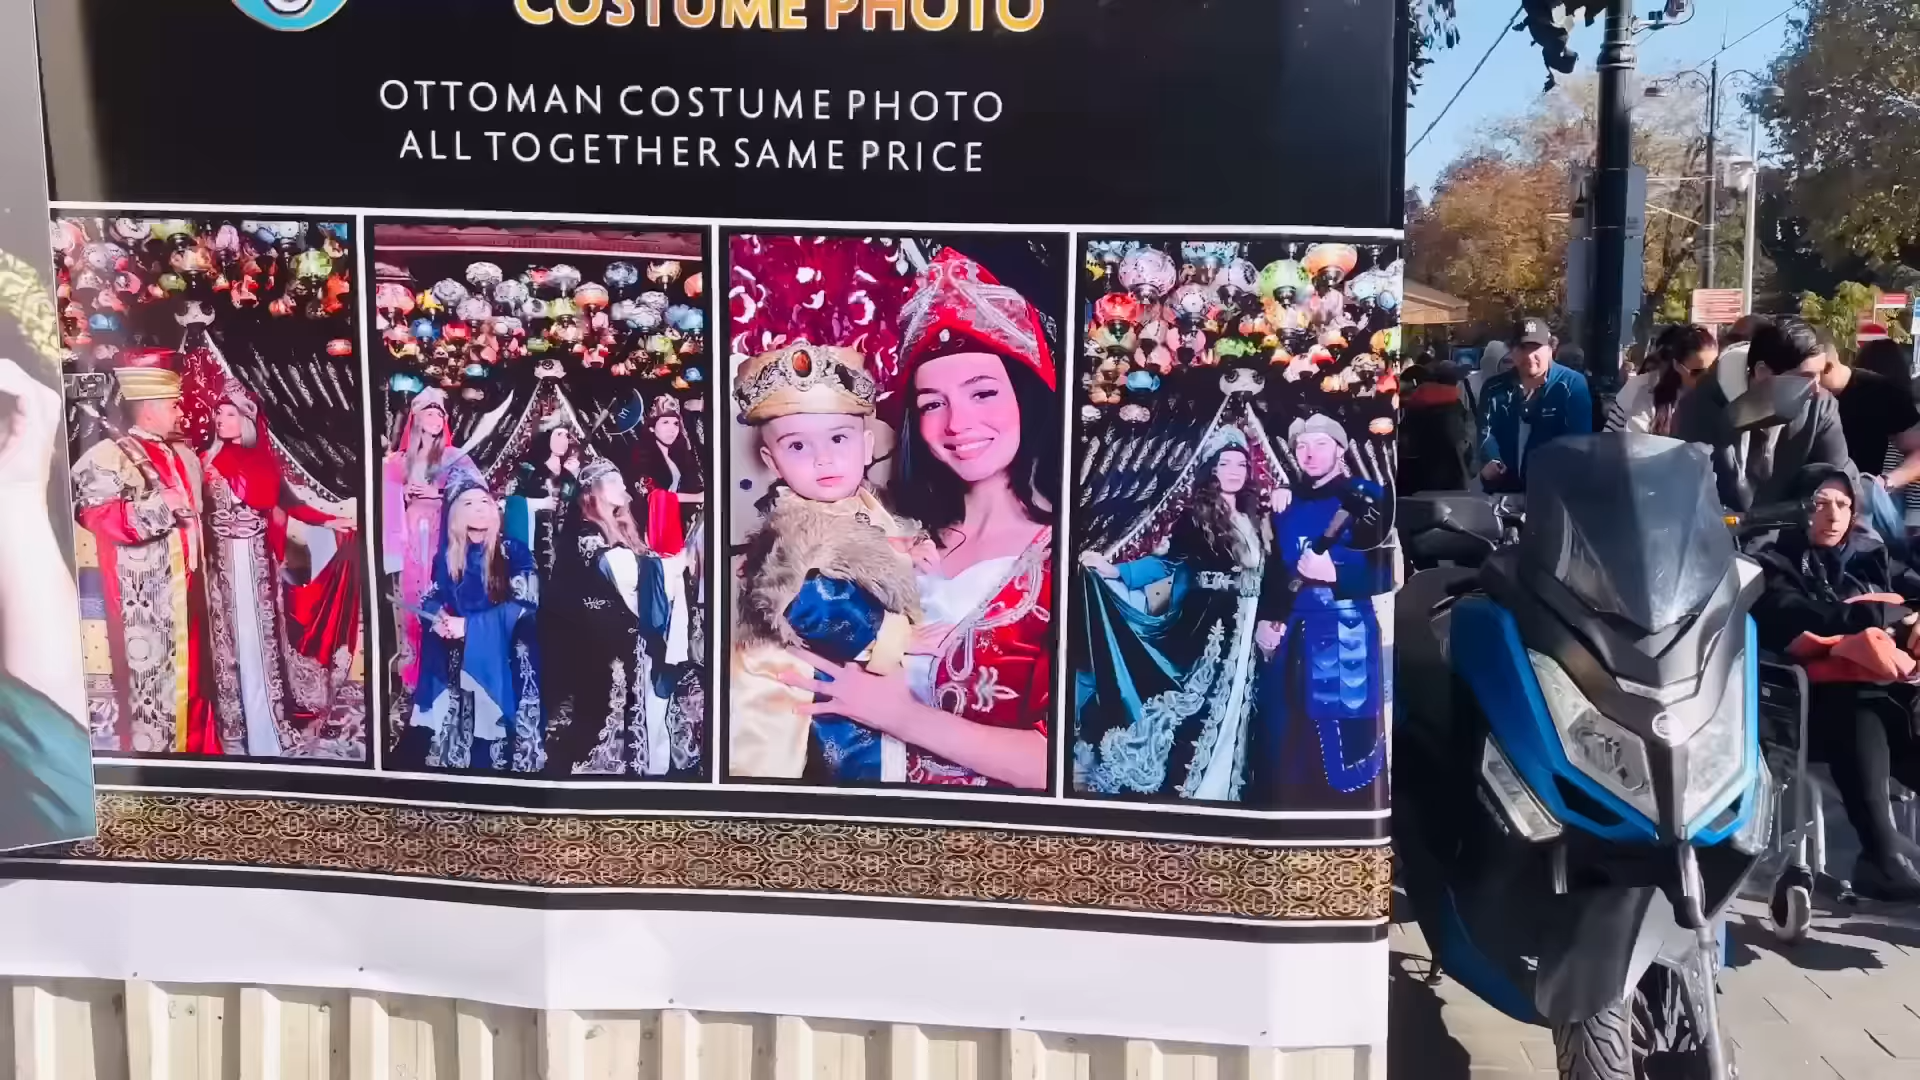 COSTUME PHOTO
OTTOMAN COSTUME PHOTO
ALL TOGETHER SAME PRICE